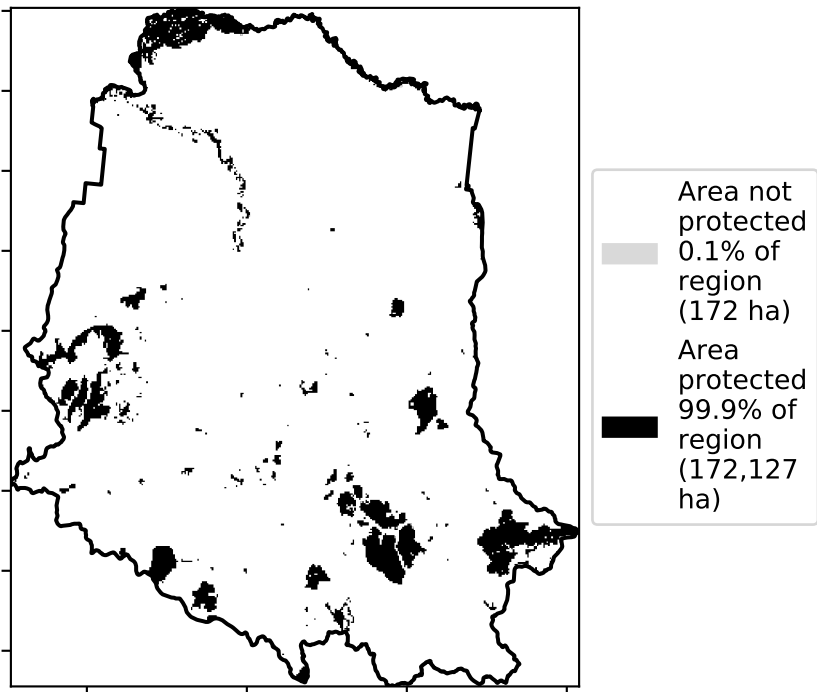 Area not
protected
0.1% of
region
(172 ha)
Area
protected
99.9% of
region
(172,127
ha)